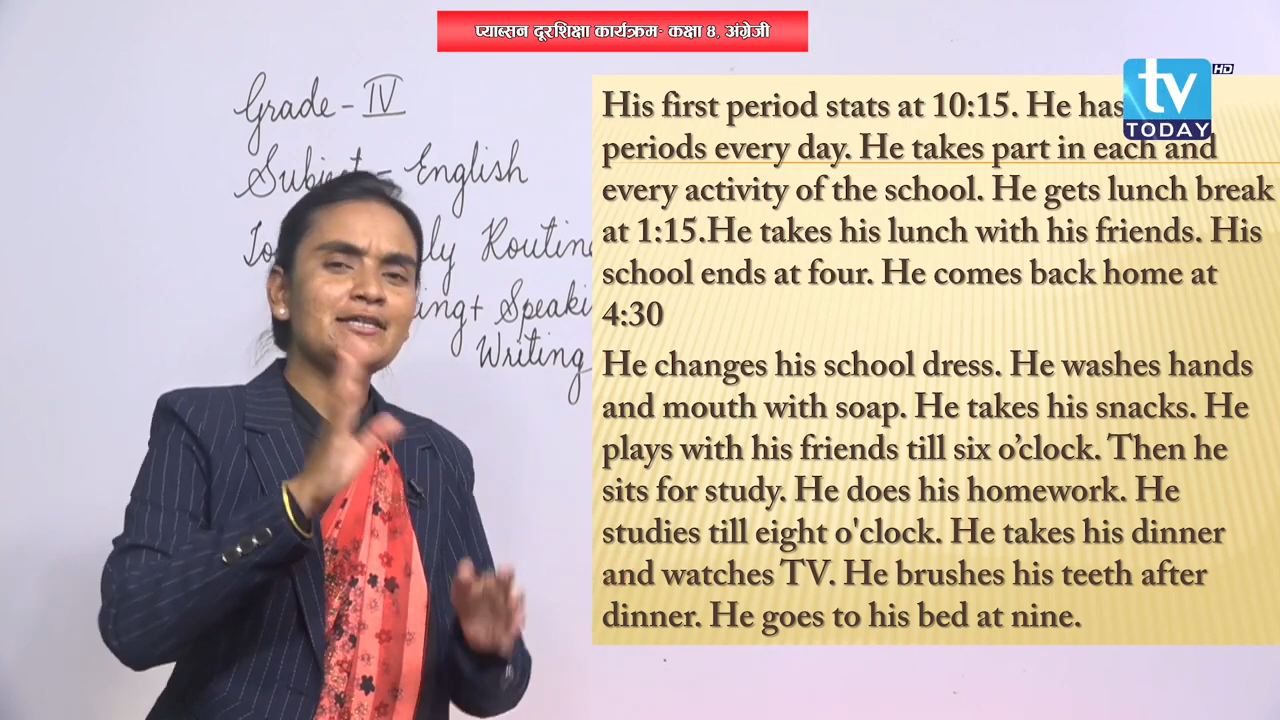 प्याब्सन दूरशिक्षा कार्यक्रम- कक्षा ४, अंग्रेजी
tv
TODAY
HD
Grade - IV
Subject - English
Routine
Speaki
Writing
His first period stats at 10:15. He has
periods every day. He takes part in each and
every activity of the school. He gets lunch break
at 1:15.He takes his lunch with his friends. His
school ends at four. He comes back home at
4:30
He changes his school dress. He washes hands
and mouth with soap. He takes his snacks. He
plays with his friends till six o’clock. Then he
sits for study. He does his homework. He
studies till eight o'clock. He takes his dinner
and watches TV. He brushes his teeth after
dinner. He goes to his bed at nine.